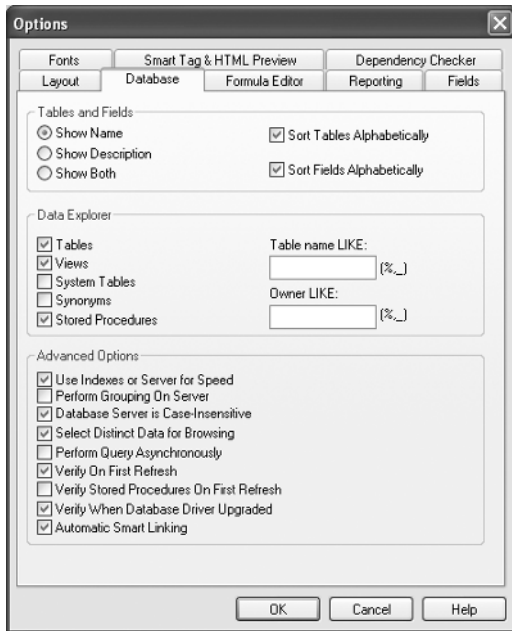 Options
Fonts Smart Tag & HTML Preview Dependency Checker
Layout Database Formula Editor Reporting Fields
Tables and Fields
Show Name
Show Description
Show Both
Sort Tables Alphabetically
Sort Fields Alphabetically
Data Explorer
Tables
Views
System Tables
Synonyms
Stored Procedures
Table name LIKE:
(%,_)
Owner LIKE:
(%,_)
Advanced Options
Use Indexes or Server for Speed
Perform Grouping On Server
Database Server is Case-Insensitive
Select Distinct Data for Browsing
Perform Query Asynchronously
Verify On First Refresh
Verify Stored Procedures On First Refresh
Verify When Database Driver Upgraded
Automatic Smart Linking
OK Cancel Help